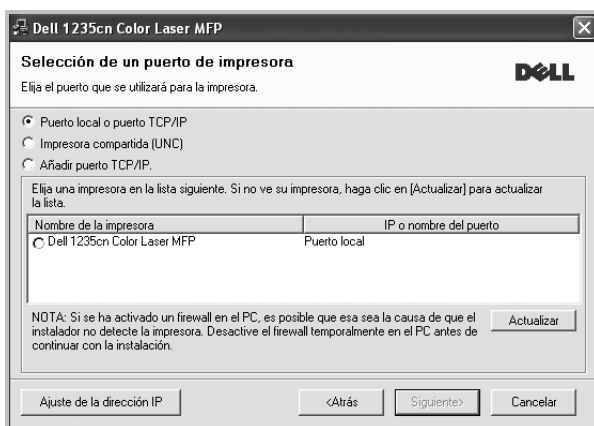 Dell 1235cn Color Laser MFP
Selección de un puerto de impresora
Elija el puerto que se utilizará para la impresora.
DELL
Puerto local o puerto TCP/IP
Impresora compartida (UNC)
Añadir puerto TCP/IP.
Elija una impresora en la lista siguiente. Si no ve su impresora, haga clic en [Actualizar] para actualizar
la lista.
Nombre de la impresora IP o nombre del puerto
Dell 1235cn Color Laser MFP Puerto local
NOTA: Si se ha activado un firewall en el PC, es posible que esa sea la causa de que el
instalador no detecte la impresora. Desactive el firewall temporalmente en el PC antes de
continuar con la instalación.
Actualizar
Ajuste de la dirección IP <Atrás Siguiente> Cancelar